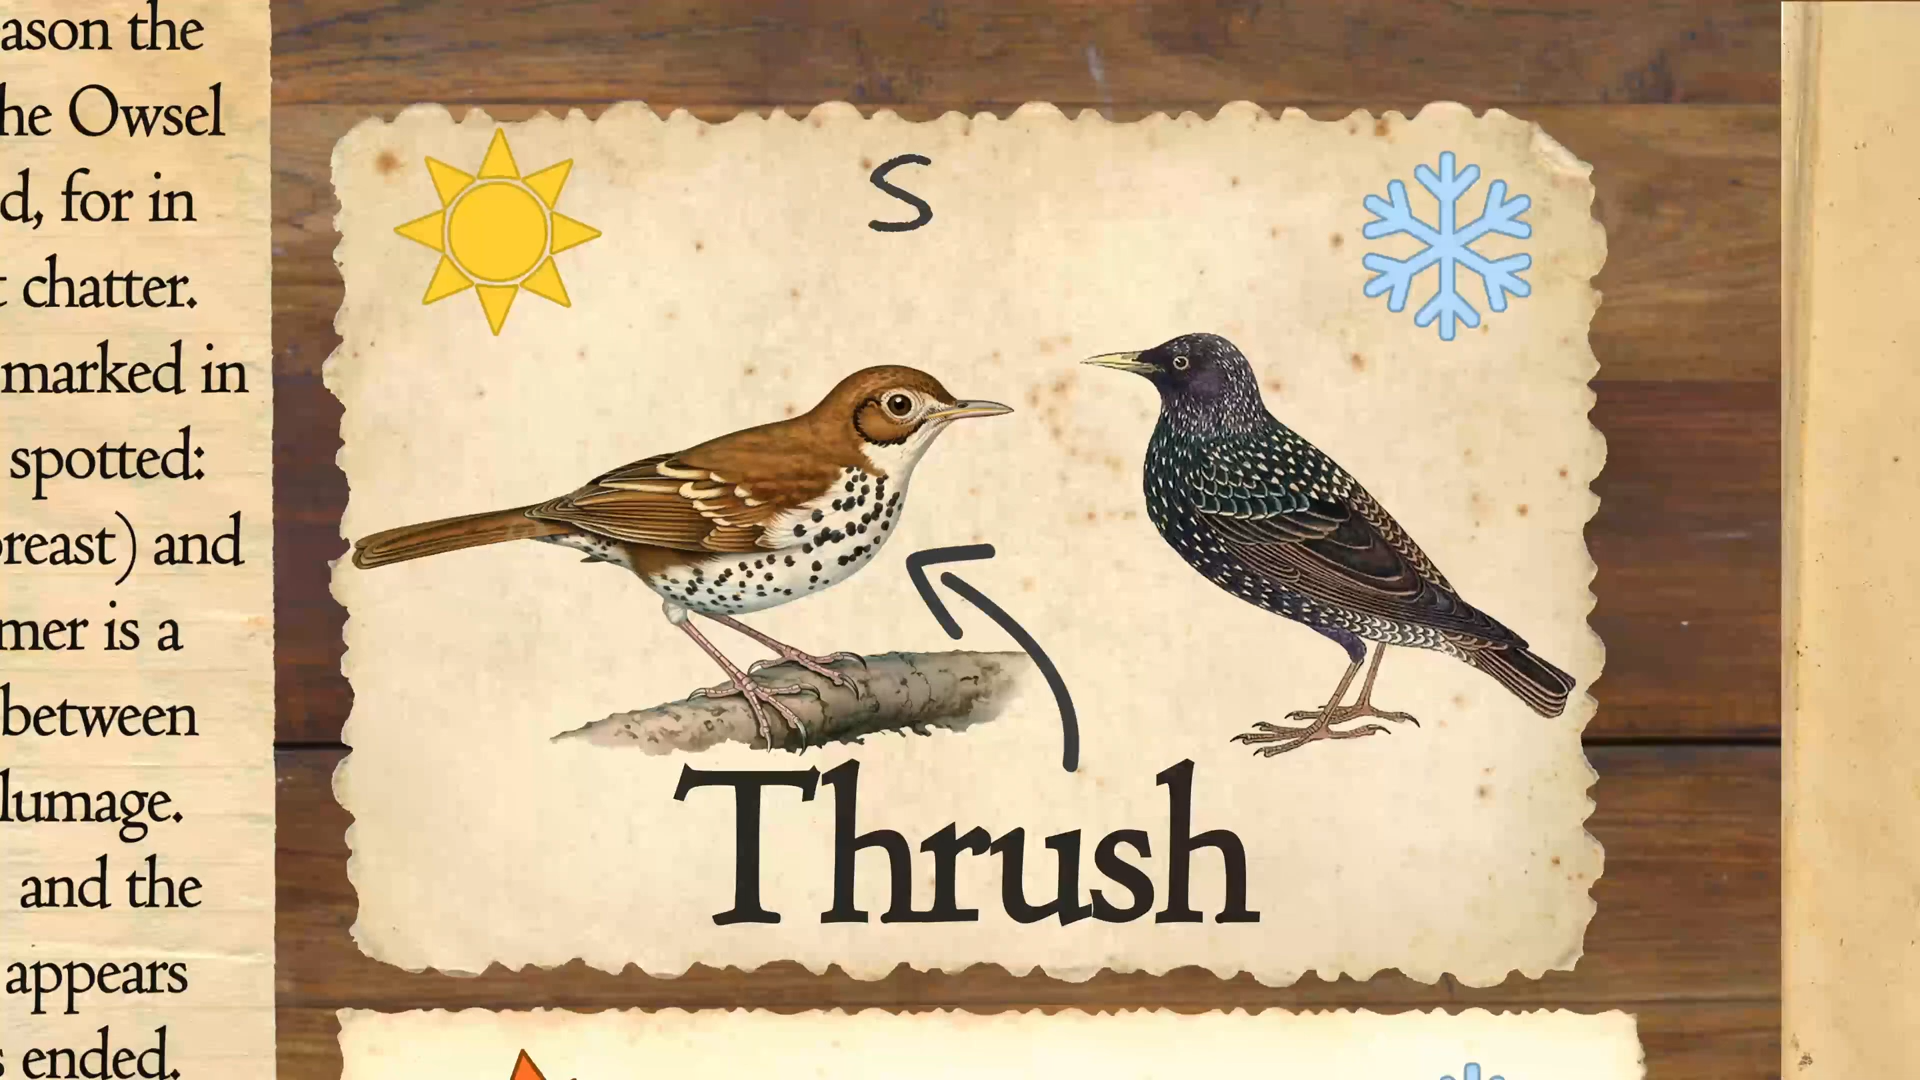 ason the
he Owsel
d, for in
t chatter.
marked in
spotted:
breast) and
mer is a
between
lumage.
and the
appears
s ended.
S
Thrush